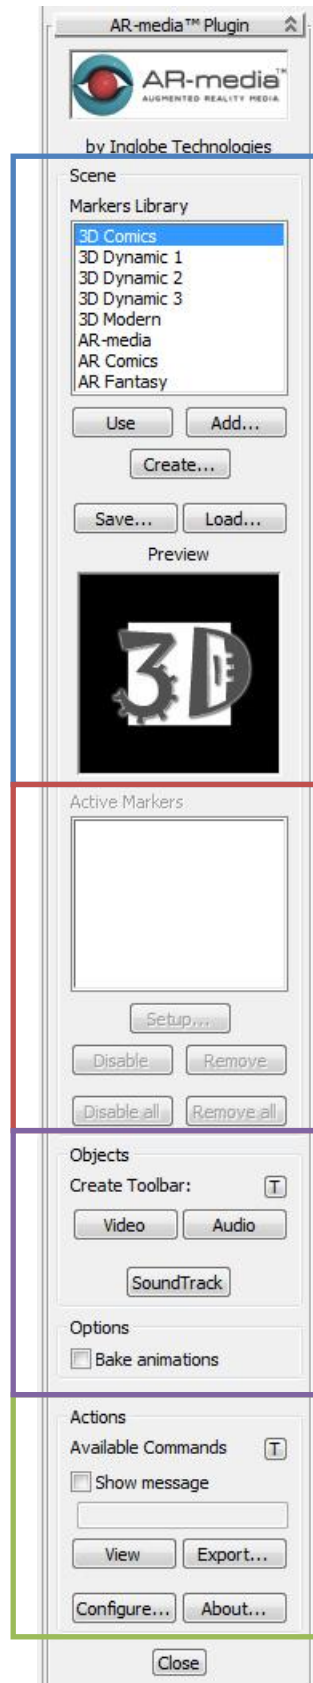 AR-media™ Plugin
AR-media™
AUGMENTED REALITY MEDIA
by Inglobe Technologies
Scene
Markers Library
3D Comics
3D Dynamic 1
3D Dynamic 2
3D Dynamic 3
3D Modern
AR-media
AR Comics
AR Fantasy
Use Add...
Create...
Save... Load...
Preview
3D
Active Markers
Setup...
Disable Remove
Disable all Remove all
Objects
Create Toolbar: T
Video Audio
SoundTrack
Options
Bake animations
Actions
Available Commands T
Show message
View Export...
Configure... About...
Close